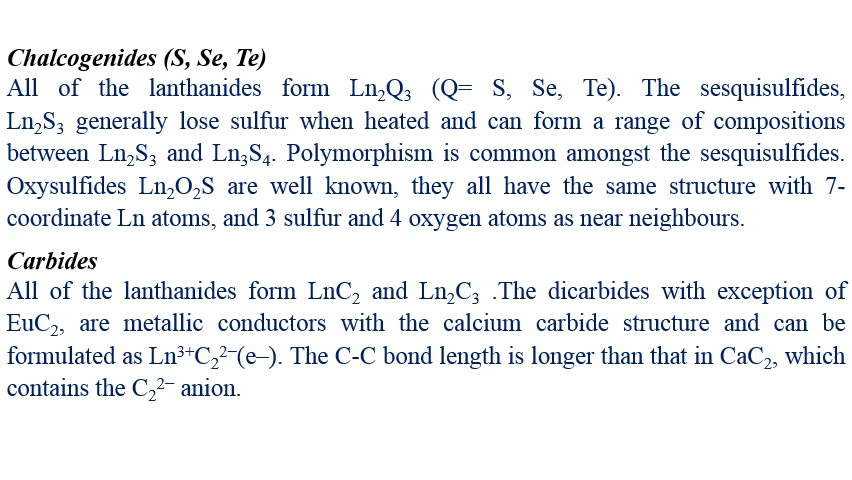 Chalcogenides (S, Se, Te)
All of the lanthanides form Ln₂Q₃ (Q= S, Se, Te). The sesquisulfides,
Ln₂S₃ generally lose sulfur when heated and can form a range of compositions
between Ln₂S₃ and Ln₃S₄. Polymorphism is common amongst the sesquisulfides.
Oxysulfides Ln₂O₂S are well known, they all have the same structure with 7-
coordinate Ln atoms, and 3 sulfur and 4 oxygen atoms as near neighbours.
Carbides
All of the lanthanides form LnC₂ and Ln₂C₃ .The dicarbides with exception of
EuC₂, are metallic conductors with the calcium carbide structure and can be
formulated as Ln³⁺C₂²⁻(e–). The C-C bond length is longer than that in CaC₂, which
contains the C₂²⁻ anion.